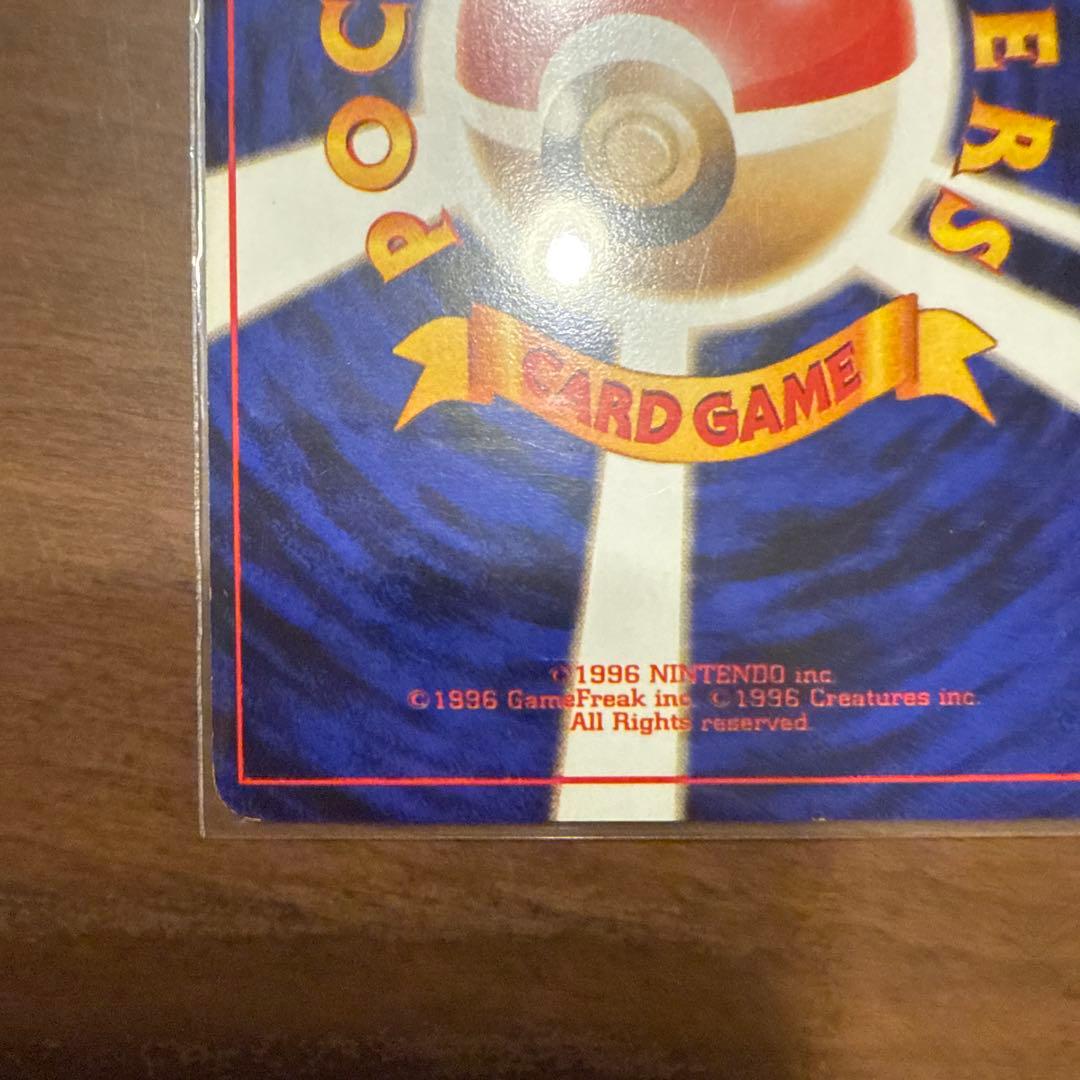 POC
ERS
CARD GAME
©1996 NINTENDO inc.
©1996 GameFreak inc. ©1996 Creatures inc.
All Rights reserved.